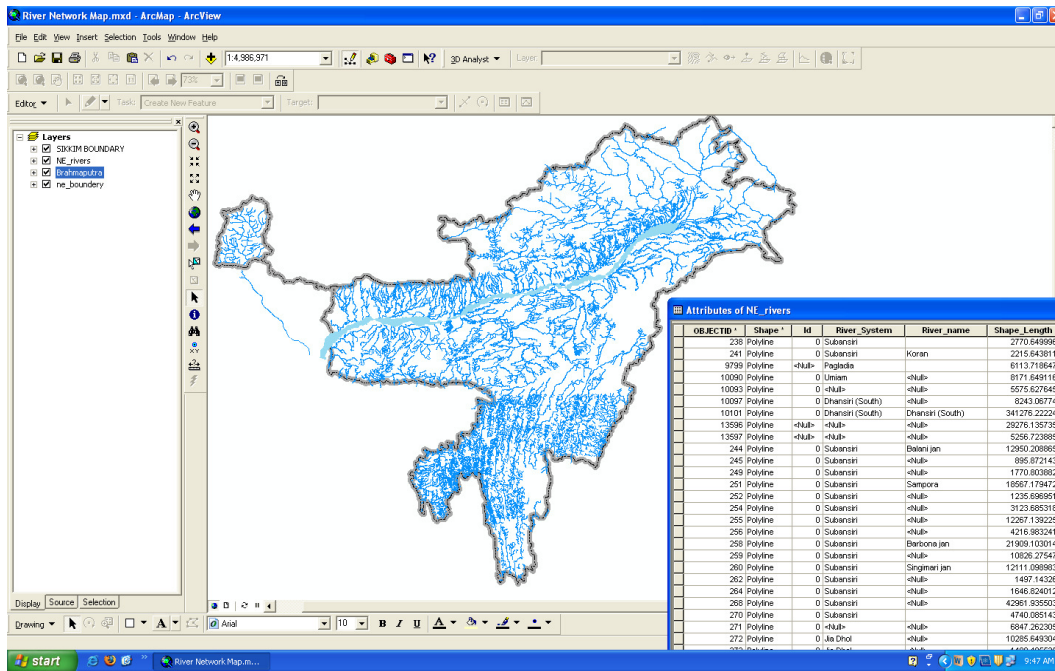 River Network Map.mxd - ArcMap - ArcView
File Edit View Insert Selection Tools Window Help
1:4,986,971 3D Analyst Layer
73%
Editor Task: Create New Feature Target:
Layers
SIKKIM BOUNDARY
NE_rivers
Brahmaputra
ne_boundery
Attributes of NE_rivers
OBJECTID * Shape * Id River_System River_name Shape_Length
238 Polyline 0 Subansiri 2770.649996
241 Polyline 0 Subansiri Koran 2215.643811
9799 Polyline <Null> Pagladia 6113.718647
10090 Polyline 0 Umiam <Null> 8171.649118
10093 Polyline 0 <Null> <Null> 5575.627645
10097 Polyline 0 Dhansiri (South) <Null> 8243.06774
10101 Polyline 0 Dhansiri (South) Dhansiri (South) 341276.22224
13596 Polyline <Null> <Null> <Null> 29276.135735
13597 Polyline <Null> <Null> <Null> 5256.723885
244 Polyline 0 Subansiri Balani jan 12950.208865
245 Polyline 0 Subansiri <Null> 895.872143
249 Polyline 0 Subansiri <Null> 1770.803882
251 Polyline 0 Subansiri Sampora 18567.179472
252 Polyline 0 Subansiri <Null> 1235.696951
254 Polyline 0 Subansiri <Null> 3123.685318
255 Polyline 0 Subansiri <Null> 12267.139225
256 Polyline 0 Subansiri <Null> 4216.983241
258 Polyline 0 Subansiri Barbona jan 21909.103014
259 Polyline 0 Subansiri <Null> 10826.27547
260 Polyline 0 Subansiri Singimari jan 12111.098983
262 Polyline 0 Subansiri <Null> 1497.14328
264 Polyline 0 Subansiri <Null> 1646.824012
268 Polyline 0 Subansiri <Null> 42961.935503
270 Polyline 0 Subansiri 4740.085143
271 Polyline 0 <Null> <Null> 6847.262305
272 Polyline 0 Jia Dhol <Null> 10285.649304
Display Source Selection
Drawing A Arial 10 B I U A
start River Network Map.m... 9:47 AM